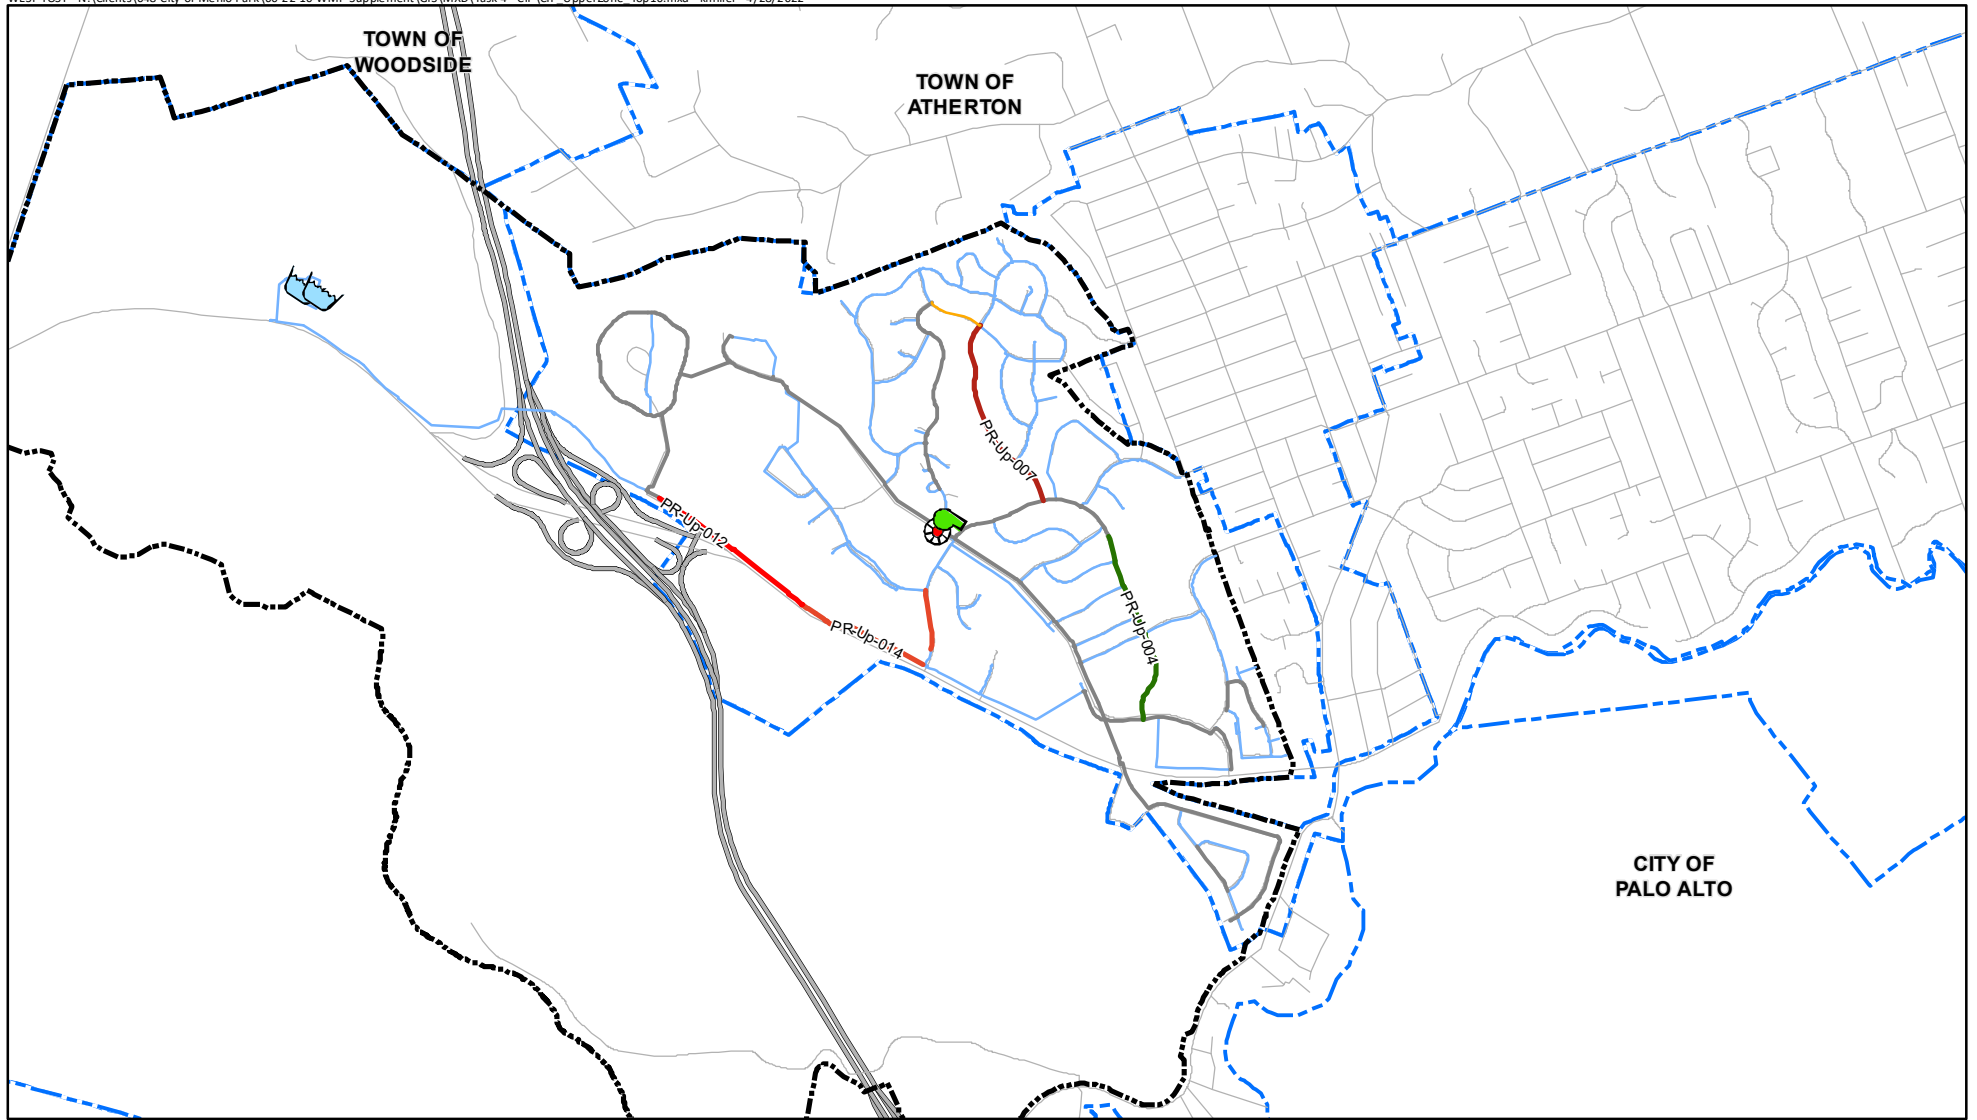 TOWN OF
WOODSIDE
TOWN OF
ATHERTON
PR-Up-007
PR-Up-012
PR-Up-004
PR-Up-014
CITY OF
PALO ALTO